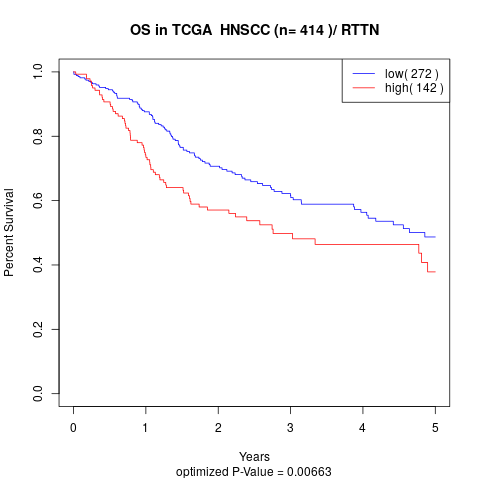 OS in TCGA  HNSCC (n= 414 )/ RTTN
low( 272 )
high( 142 )
Percent Survival
1.0
0.8
0.6
0.4
0.2
0.0
0 1 2 3 4 5
Years
optimized P-Value = 0.00663